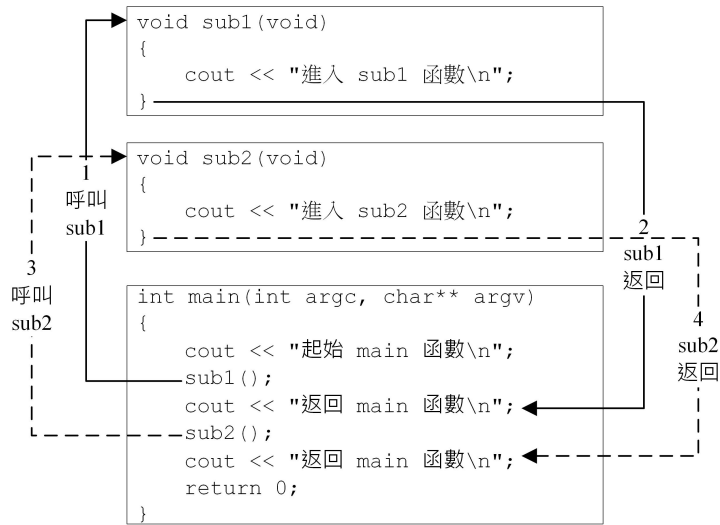 void sub1(void)
{
cout << "進入 sub1 函數\n";
}
void sub2(void)
{
cout << "進入 sub2 函數\n";
}
int main(int argc, char** argv)
{
cout << "起始 main 函數\n";
sub1();
cout << "返回 main 函數\n";
sub2();
cout << "返回 main 函數\n";
return 0;
}
1
呼叫
sub1
2
sub1
返回
3
呼叫
sub2
4
sub2
返回